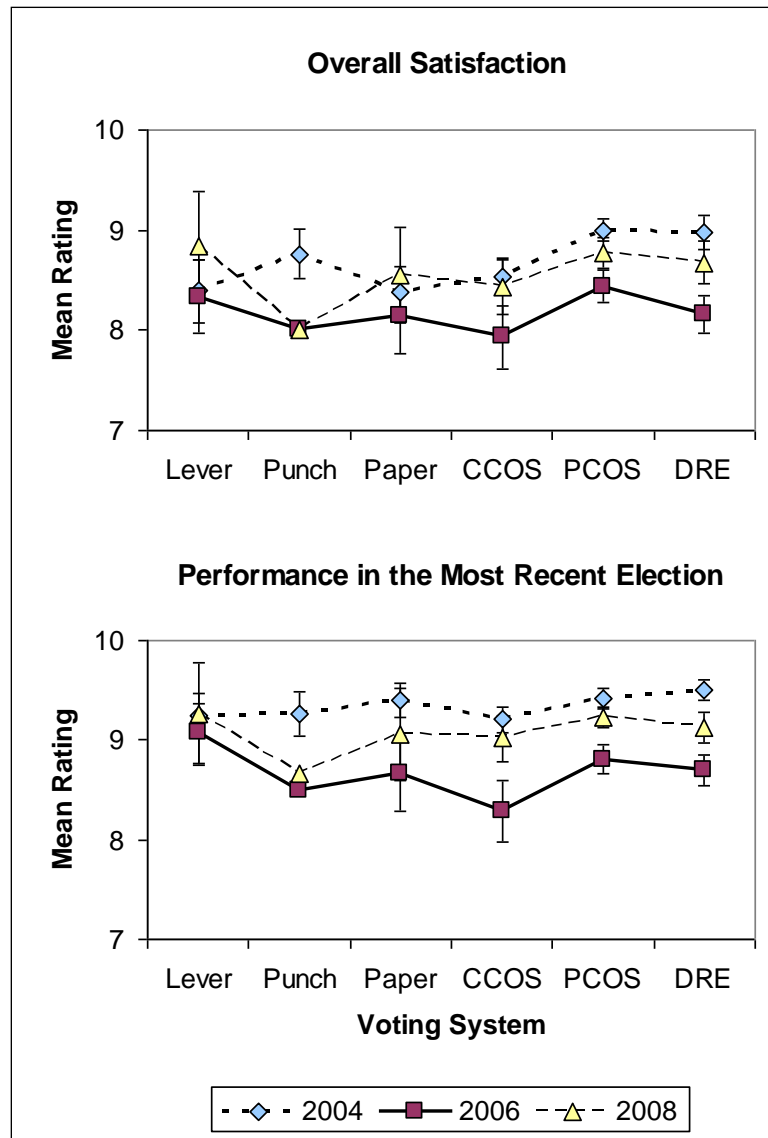 Overall Satisfaction
10
9
8
7
Mean Rating
Lever Punch Paper CCOS PCOS DRE
Performance in the Most Recent Election
10
9
8
7
Mean Rating
Lever Punch Paper CCOS PCOS DRE
Voting System
2004 2006 2008